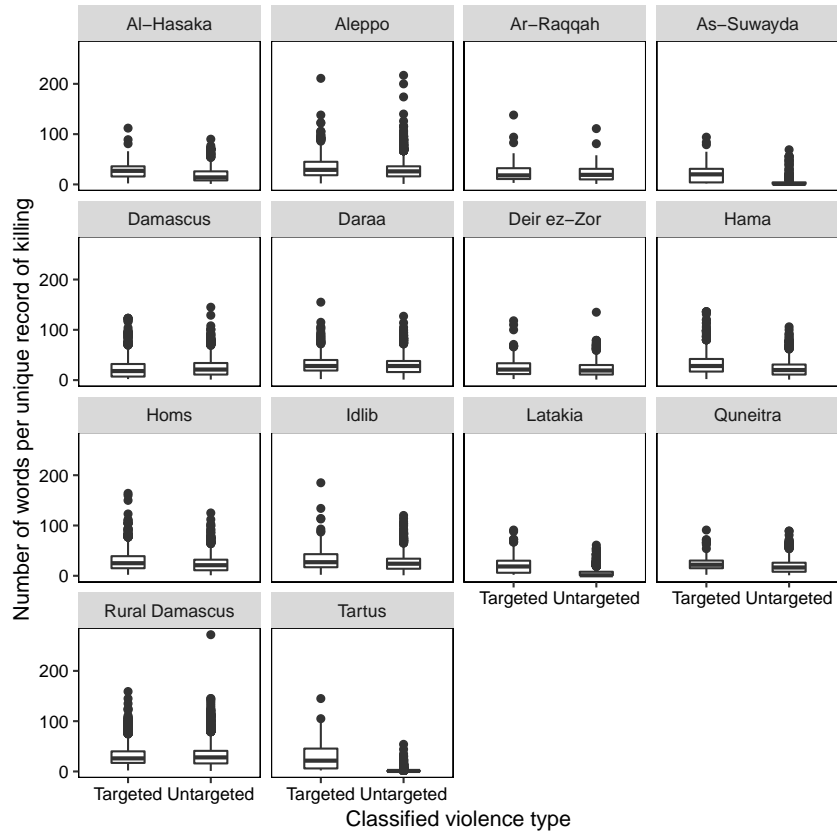 Number of words per unique record of killing
Al−Hasaka Aleppo Ar−Raqqah As−Suwayda
200
100
0
Damascus Daraa Deir ez−Zor Hama
200
100
0
Homs Idlib Latakia Quneitra
200
100
0
Targeted Untargeted Targeted Untargeted
Rural Damascus Tartus
200
100
0
Targeted Untargeted Targeted Untargeted
Classified violence type